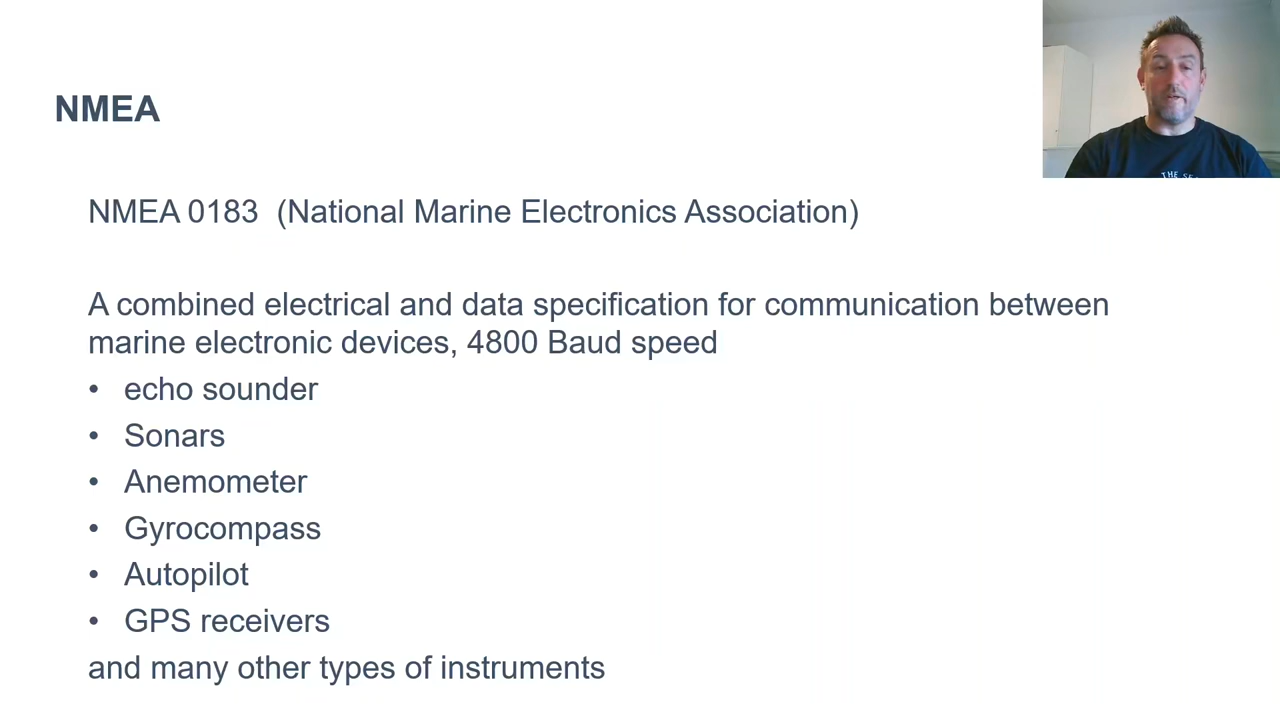 NMEA
NMEA 0183 (National Marine Electronics Association)
A combined electrical and data specification for communication between
marine electronic devices, 4800 Baud speed
• echo sounder
• Sonars
• Anemometer
• Gyrocompass
• Autopilot
• GPS receivers
and many other types of instruments
THE